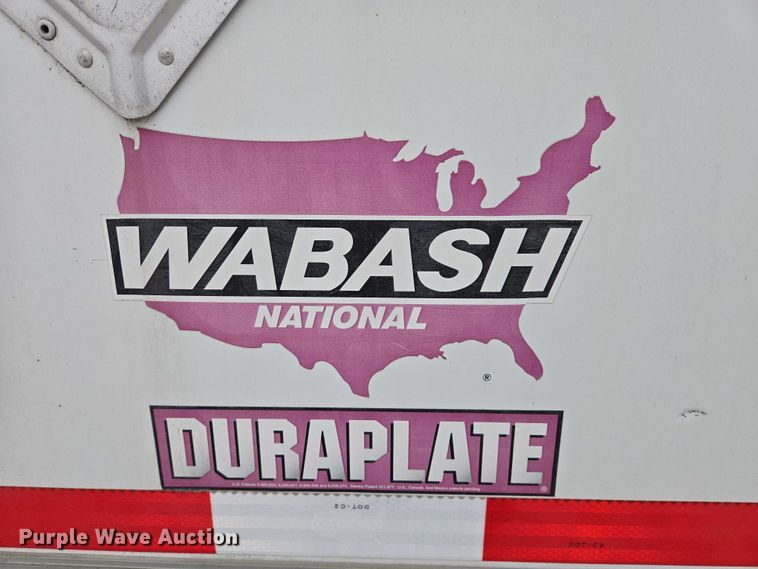 WABASH
NATIONAL
®
DURAPLATE
®
DOT-C2
DOT-C2
Purple Wave Auction